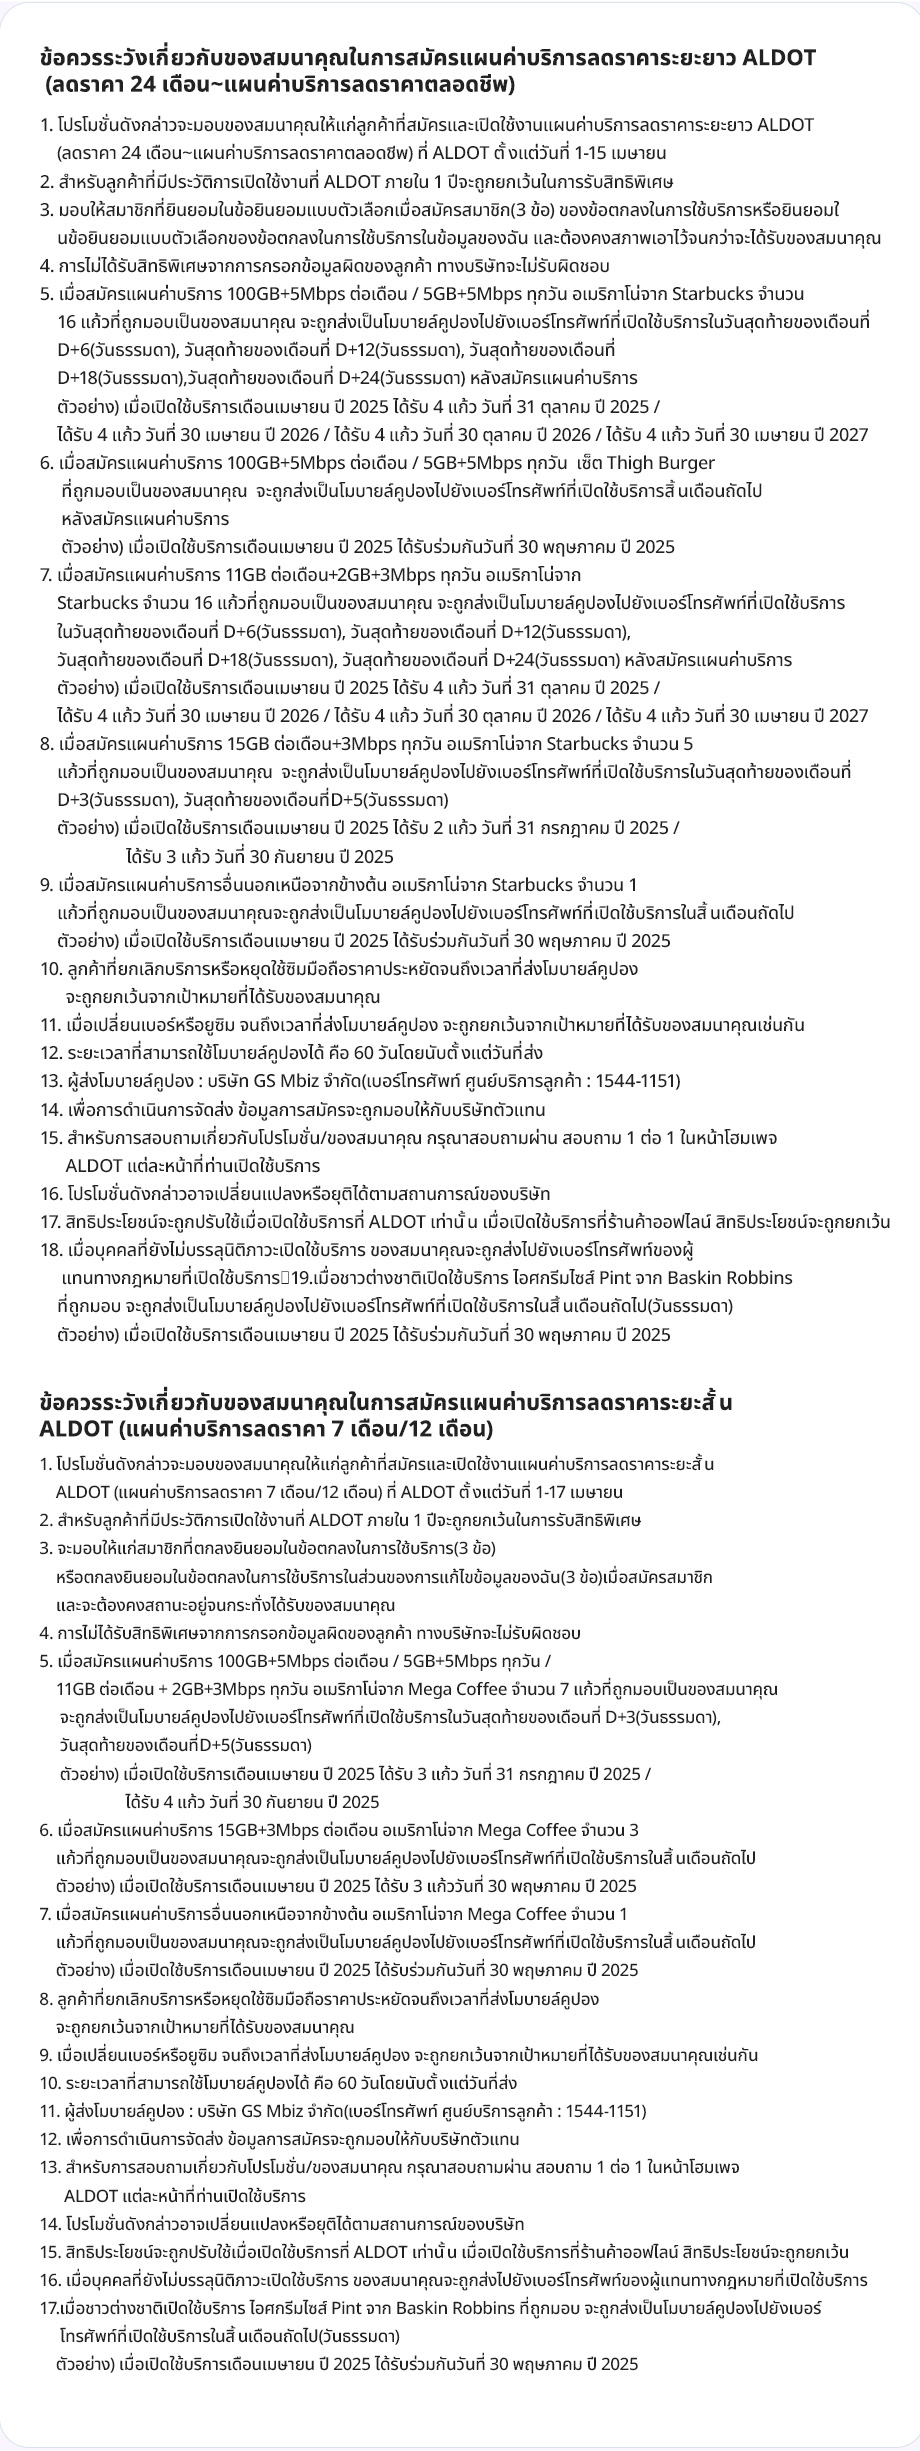 ข้อควรระวังเกี่ยวกับของสมนาคุณในการสมัครแผนค่าบริการลดราคาระยะยาว ALDOT
(ลดราคา 24 เดือน~แผนค่าบริการลดราคาตลอดชีพ)
1. โปรโมชั่นดังกล่าวจะมอบของสมนาคุณให้แก่ลูกค้าที่สมัครและเปิดใช้งานแผนค่าบริการลดราคาระยะยาว ALDOT
(ลดราคา 24 เดือน~แผนค่าบริการลดราคาตลอดชีพ) ที่ ALDOT ตั้งแต่วันที่ 1-15 เมษายน
2. สำหรับลูกค้าที่มีประวัติการเปิดใช้งานที่ ALDOT ภายใน 1 ปีจะถูกยกเว้นในการรับสิทธิพิเศษ
3. มอบให้สมาชิกที่ยินยอมในข้อยินยอมแบบตัวเลือกเมื่อสมัครสมาชิก(3 ข้อ) ของข้อตกลงในการใช้บริการหรือยินยอมใ
นข้อยินยอมแบบตัวเลือกของข้อตกลงในการใช้บริการในข้อมูลของฉัน และต้องคงสภาพเอาไว้จนกว่าจะได้รับของสมนาคุณ
4. การไม่ได้รับสิทธิพิเศษจากการกรอกข้อมูลผิดของลูกค้า ทางบริษัทจะไม่รับผิดชอบ
5. เมื่อสมัครแผนค่าบริการ 100GB+5Mbps ต่อเดือน / 5GB+5Mbps ทุกวัน อเมริกาโน่จาก Starbucks จำนวน
16 แก้วที่ถูกมอบเป็นของสมนาคุณ จะถูกส่งเป็นโมบายล์คูปองไปยังเบอร์โทรศัพท์ที่เปิดใช้บริการในวันสุดท้ายของเดือนที่
D+6(วันธรรมดา), วันสุดท้ายของเดือนที่ D+12(วันธรรมดา), วันสุดท้ายของเดือนที่
D+18(วันธรรมดา),วันสุดท้ายของเดือนที่ D+24(วันธรรมดา) หลังสมัครแผนค่าบริการ
ตัวอย่าง) เมื่อเปิดใช้บริการเดือนเมษายน ปี 2025 ได้รับ 4 แก้ว วันที่ 31 ตุลาคม ปี 2025 /
ได้รับ 4 แก้ว วันที่ 30 เมษายน ปี 2026 / ได้รับ 4 แก้ว วันที่ 30 ตุลาคม ปี 2026 / ได้รับ 4 แก้ว วันที่ 30 เมษายน ปี 2027
6. เมื่อสมัครแผนค่าบริการ 100GB+5Mbps ต่อเดือน / 5GB+5Mbps ทุกวัน เซ็ต Thigh Burger
ที่ถูกมอบเป็นของสมนาคุณ จะถูกส่งเป็นโมบายล์คูปองไปยังเบอร์โทรศัพท์ที่เปิดใช้บริการสิ้นเดือนถัดไป
หลังสมัครแผนค่าบริการ
ตัวอย่าง) เมื่อเปิดใช้บริการเดือนเมษายน ปี 2025 ได้รับร่วมกันวันที่ 30 พฤษภาคม ปี 2025
7. เมื่อสมัครแผนค่าบริการ 11GB ต่อเดือน+2GB+3Mbps ทุกวัน อเมริกาโน่จาก
Starbucks จำนวน 16 แก้วที่ถูกมอบเป็นของสมนาคุณ จะถูกส่งเป็นโมบายล์คูปองไปยังเบอร์โทรศัพท์ที่เปิดใช้บริการ
ในวันสุดท้ายของเดือนที่ D+6(วันธรรมดา), วันสุดท้ายของเดือนที่ D+12(วันธรรมดา),
วันสุดท้ายของเดือนที่ D+18(วันธรรมดา), วันสุดท้ายของเดือนที่ D+24(วันธรรมดา) หลังสมัครแผนค่าบริการ
ตัวอย่าง) เมื่อเปิดใช้บริการเดือนเมษายน ปี 2025 ได้รับ 4 แก้ว วันที่ 31 ตุลาคม ปี 2025 /
ได้รับ 4 แก้ว วันที่ 30 เมษายน ปี 2026 / ได้รับ 4 แก้ว วันที่ 30 ตุลาคม ปี 2026 / ได้รับ 4 แก้ว วันที่ 30 เมษายน ปี 2027
8. เมื่อสมัครแผนค่าบริการ 15GB ต่อเดือน+3Mbps ทุกวัน อเมริกาโน่จาก Starbucks จำนวน 5
แก้วที่ถูกมอบเป็นของสมนาคุณ จะถูกส่งเป็นโมบายล์คูปองไปยังเบอร์โทรศัพท์ที่เปิดใช้บริการในวันสุดท้ายของเดือนที่
D+3(วันธรรมดา), วันสุดท้ายของเดือนที่D+5(วันธรรมดา)
ตัวอย่าง) เมื่อเปิดใช้บริการเดือนเมษายน ปี 2025 ได้รับ 2 แก้ว วันที่ 31 กรกฎาคม ปี 2025 /
ได้รับ 3 แก้ว วันที่ 30 กันยายน ปี 2025
9. เมื่อสมัครแผนค่าบริการอื่นนอกเหนือจากข้างต้น อเมริกาโน่จาก Starbucks จำนวน 1
แก้วที่ถูกมอบเป็นของสมนาคุณจะถูกส่งเป็นโมบายล์คูปองไปยังเบอร์โทรศัพท์ที่เปิดใช้บริการในสิ้นเดือนถัดไป
ตัวอย่าง) เมื่อเปิดใช้บริการเดือนเมษายน ปี 2025 ได้รับร่วมกันวันที่ 30 พฤษภาคม ปี 2025
10. ลูกค้าที่ยกเลิกบริการหรือหยุดใช้ซิมมือถือราคาประหยัดจนถึงเวลาที่ส่งโมบายล์คูปอง
จะถูกยกเว้นจากเป้าหมายที่ได้รับของสมนาคุณ
11. เมื่อเปลี่ยนเบอร์หรือยูซิม จนถึงเวลาที่ส่งโมบายล์คูปอง จะถูกยกเว้นจากเป้าหมายที่ได้รับของสมนาคุณเช่นกัน
12. ระยะเวลาที่สามารถใช้โมบายล์คูปองได้ คือ 60 วันโดยนับตั้งแต่วันที่ส่ง
13. ผู้ส่งโมบายล์คูปอง : บริษัท GS Mbiz จำกัด(เบอร์โทรศัพท์ ศูนย์บริการลูกค้า : 1544-1151)
14. เพื่อการดำเนินการจัดส่ง ข้อมูลการสมัครจะถูกมอบให้กับบริษัทตัวแทน
15. สำหรับการสอบถามเกี่ยวกับโปรโมชั่น/ของสมนาคุณ กรุณาสอบถามผ่าน สอบถาม 1 ต่อ 1 ในหน้าโฮมเพจ
ALDOT แต่ละหน้าที่ท่านเปิดใช้บริการ
16. โปรโมชั่นดังกล่าวอาจเปลี่ยนแปลงหรือยุติได้ตามสถานการณ์ของบริษัท
17. สิทธิประโยชน์จะถูกปรับใช้เมื่อเปิดใช้บริการที่ ALDOT เท่านั้น เมื่อเปิดใช้บริการที่ร้านค้าออฟไลน์ สิทธิประโยชน์จะถูกยกเว้น
18. เมื่อบุคคลที่ยังไม่บรรลุนิติภาวะเปิดใช้บริการ ของสมนาคุณจะถูกส่งไปยังเบอร์โทรศัพท์ของผู้
แทนทางกฎหมายที่เปิดใช้บริการ▯19.เมื่อชาวต่างชาติเปิดใช้บริการ ไอศกรีมไซส์ Pint จาก Baskin Robbins
ที่ถูกมอบ จะถูกส่งเป็นโมบายล์คูปองไปยังเบอร์โทรศัพท์ที่เปิดใช้บริการในสิ้นเดือนถัดไป(วันธรรมดา)
ตัวอย่าง) เมื่อเปิดใช้บริการเดือนเมษายน ปี 2025 ได้รับร่วมกันวันที่ 30 พฤษภาคม ปี 2025
ข้อควรระวังเกี่ยวกับของสมนาคุณในการสมัครแผนค่าบริการลดราคาระยะสั้น
ALDOT (แผนค่าบริการลดราคา 7 เดือน/12 เดือน)
1. โปรโมชั่นดังกล่าวจะมอบของสมนาคุณให้แก่ลูกค้าที่สมัครและเปิดใช้งานแผนค่าบริการลดราคาระยะสั้น
ALDOT (แผนค่าบริการลดราคา 7 เดือน/12 เดือน) ที่ ALDOT ตั้งแต่วันที่ 1-17 เมษายน
2. สำหรับลูกค้าที่มีประวัติการเปิดใช้งานที่ ALDOT ภายใน 1 ปีจะถูกยกเว้นในการรับสิทธิพิเศษ
3. จะมอบให้แก่สมาชิกที่ตกลงยินยอมในข้อตกลงในการใช้บริการ(3 ข้อ)
หรือตกลงยินยอมในข้อตกลงในการใช้บริการในส่วนของการแก้ไขข้อมูลของฉัน(3 ข้อ)เมื่อสมัครสมาชิก
และจะต้องคงสถานะอยู่จนกระทั่งได้รับของสมนาคุณ
4. การไม่ได้รับสิทธิพิเศษจากการกรอกข้อมูลผิดของลูกค้า ทางบริษัทจะไม่รับผิดชอบ
5. เมื่อสมัครแผนค่าบริการ 100GB+5Mbps ต่อเดือน / 5GB+5Mbps ทุกวัน /
11GB ต่อเดือน + 2GB+3Mbps ทุกวัน อเมริกาโน่จาก Mega Coffee จำนวน 7 แก้วที่ถูกมอบเป็นของสมนาคุณ
จะถูกส่งเป็นโมบายล์คูปองไปยังเบอร์โทรศัพท์ที่เปิดใช้บริการในวันสุดท้ายของเดือนที่ D+3(วันธรรมดา),
วันสุดท้ายของเดือนที่D+5(วันธรรมดา)
ตัวอย่าง) เมื่อเปิดใช้บริการเดือนเมษายน ปี 2025 ได้รับ 3 แก้ว วันที่ 31 กรกฎาคม ปี 2025 /
ได้รับ 4 แก้ว วันที่ 30 กันยายน ปี 2025
6. เมื่อสมัครแผนค่าบริการ 15GB+3Mbps ต่อเดือน อเมริกาโน่จาก Mega Coffee จำนวน 3
แก้วที่ถูกมอบเป็นของสมนาคุณจะถูกส่งเป็นโมบายล์คูปองไปยังเบอร์โทรศัพท์ที่เปิดใช้บริการในสิ้นเดือนถัดไป
ตัวอย่าง) เมื่อเปิดใช้บริการเดือนเมษายน ปี 2025 ได้รับ 3 แก้ววันที่ 30 พฤษภาคม ปี 2025
7. เมื่อสมัครแผนค่าบริการอื่นนอกเหนือจากข้างต้น อเมริกาโน่จาก Mega Coffee จำนวน 1
แก้วที่ถูกมอบเป็นของสมนาคุณจะถูกส่งเป็นโมบายล์คูปองไปยังเบอร์โทรศัพท์ที่เปิดใช้บริการในสิ้นเดือนถัดไป
ตัวอย่าง) เมื่อเปิดใช้บริการเดือนเมษายน ปี 2025 ได้รับร่วมกันวันที่ 30 พฤษภาคม ปี 2025
8. ลูกค้าที่ยกเลิกบริการหรือหยุดใช้ซิมมือถือราคาประหยัดจนถึงเวลาที่ส่งโมบายล์คูปอง
จะถูกยกเว้นจากเป้าหมายที่ได้รับของสมนาคุณ
9. เมื่อเปลี่ยนเบอร์หรือยูซิม จนถึงเวลาที่ส่งโมบายล์คูปอง จะถูกยกเว้นจากเป้าหมายที่ได้รับของสมนาคุณเช่นกัน
10. ระยะเวลาที่สามารถใช้โมบายล์คูปองได้ คือ 60 วันโดยนับตั้งแต่วันที่ส่ง
11. ผู้ส่งโมบายล์คูปอง : บริษัท GS Mbiz จำกัด(เบอร์โทรศัพท์ ศูนย์บริการลูกค้า : 1544-1151)
12. เพื่อการดำเนินการจัดส่ง ข้อมูลการสมัครจะถูกมอบให้กับบริษัทตัวแทน
13. สำหรับการสอบถามเกี่ยวกับโปรโมชั่น/ของสมนาคุณ กรุณาสอบถามผ่าน สอบถาม 1 ต่อ 1 ในหน้าโฮมเพจ
ALDOT แต่ละหน้าที่ท่านเปิดใช้บริการ
14. โปรโมชั่นดังกล่าวอาจเปลี่ยนแปลงหรือยุติได้ตามสถานการณ์ของบริษัท
15. สิทธิประโยชน์จะถูกปรับใช้เมื่อเปิดใช้บริการที่ ALDOT เท่านั้น เมื่อเปิดใช้บริการที่ร้านค้าออฟไลน์ สิทธิประโยชน์จะถูกยกเว้น
16. เมื่อบุคคลที่ยังไม่บรรลุนิติภาวะเปิดใช้บริการ ของสมนาคุณจะถูกส่งไปยังเบอร์โทรศัพท์ของผู้แทนทางกฎหมายที่เปิดใช้บริการ
17.เมื่อชาวต่างชาติเปิดใช้บริการ ไอศกรีมไซส์ Pint จาก Baskin Robbins ที่ถูกมอบ จะถูกส่งเป็นโมบายล์คูปองไปยังเบอร์
โทรศัพท์ที่เปิดใช้บริการในสิ้นเดือนถัดไป(วันธรรมดา)
ตัวอย่าง) เมื่อเปิดใช้บริการเดือนเมษายน ปี 2025 ได้รับร่วมกันวันที่ 30 พฤษภาคม ปี 2025